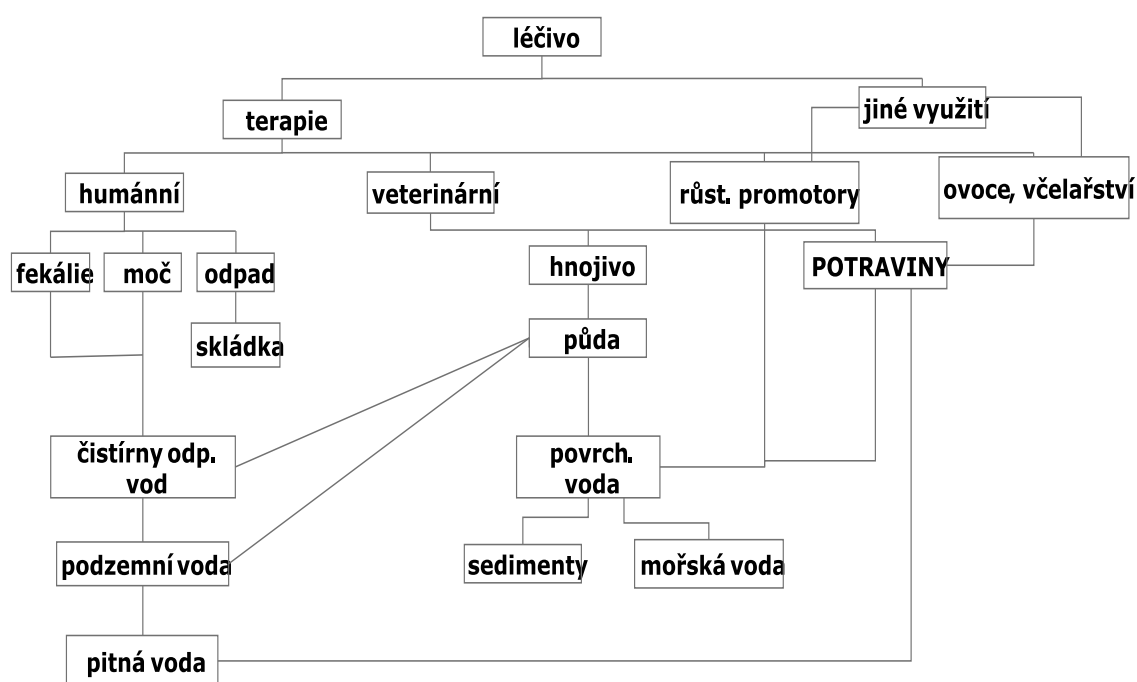 léčivo
terapie
jiné využití
humánní
veterinární
růst. promotory
ovoce, včelařství
fekálie
moč
odpad
hnojivo
POTRAVINY
skládka
půda
čistírny odp.
vod
povrch.
voda
podzemní voda
sedimenty
mořská voda
pitná voda